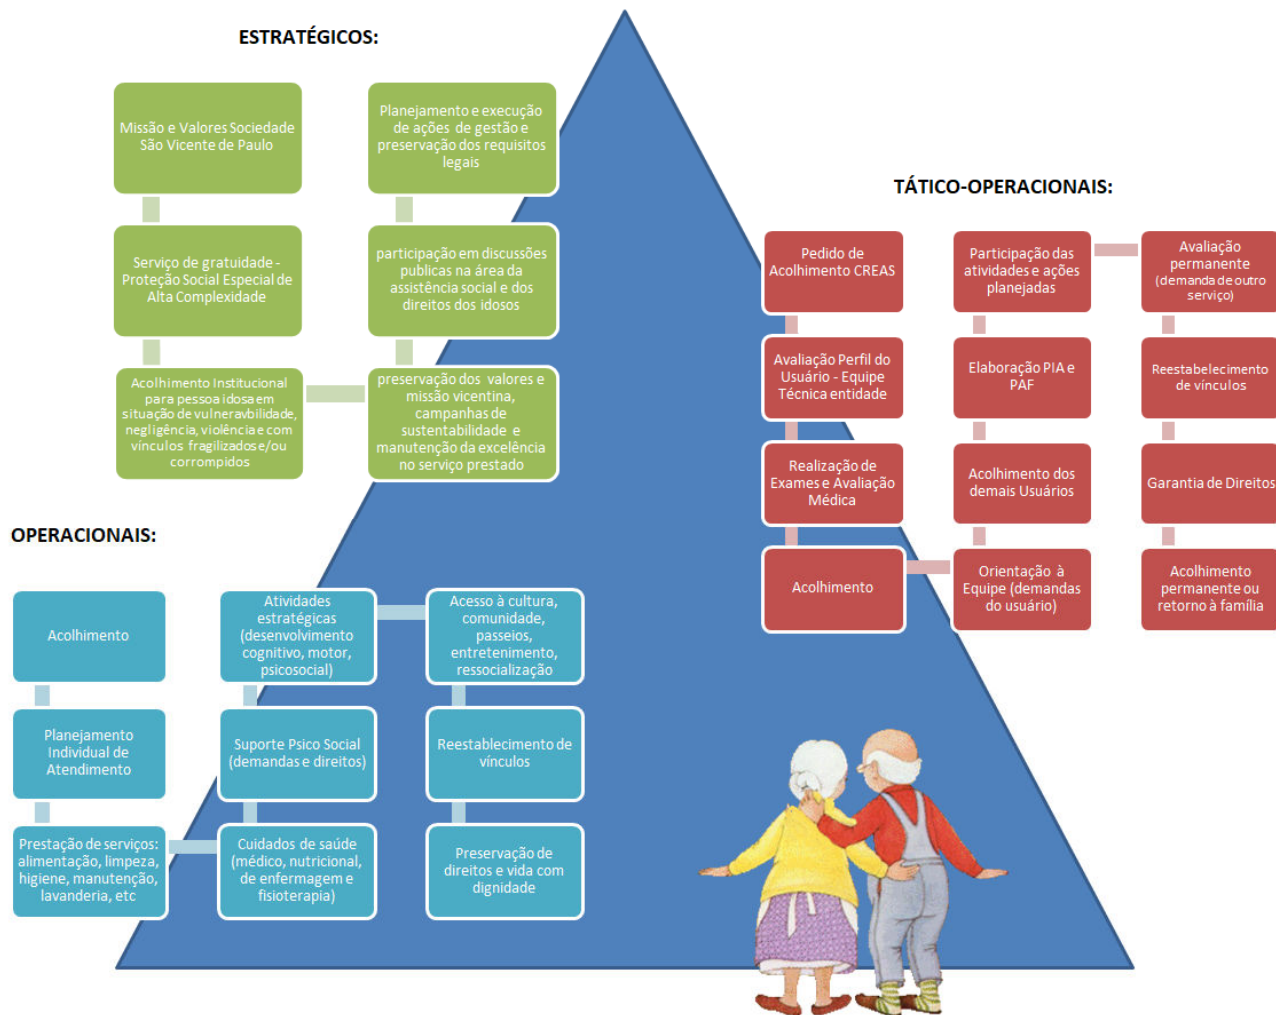 ESTRATÉGICOS:
Missão e Valores Sociedade
São Vicente de Paulo
Serviço de gratuidade -
Proteção Social Especial de
Alta Complexidade
Acolhimento Institucional
para pessoa idosa em
situação de vulneravbilidade,
negligência, violência e com
vínculos fragilizados e/ou
corrompidos
preservação dos valores e
missão vicentina,
campanhas de
sustentabilidade e
manutenção da excelência
no serviço prestado
participação em discussões
publicas na área da
assistência social e dos
direitos dos idosos
Planejamento e execução
de ações de gestão e
preservação dos requisitos
legais
TÁTICO-OPERACIONAIS:
Pedido de
Acolhimento CREAS
Avaliação Perfil do
Usuário - Equipe
Técnica entidade
Realização de
Exames e Avaliação
Médica
Acolhimento
Orientação à
Equipe (demandas
do usuário)
Acolhimento dos
demais Usuários
Elaboração PIA e
PAF
Participação das
atividades e ações
planejadas
Avaliação
permanente
(demanda de outro
serviço)
Reestabelecimento
de vínculos
Garantia de Direitos
Acolhimento
permanente ou
retorno à família
OPERACIONAIS:
Acolhimento
Planejamento
Individual de
Atendimento
Prestação de serviços:
alimentação, limpeza,
higiene, manutenção,
lavanderia, etc
Cuidados de saúde
(médico, nutricional,
de enfermagem e
fisioterapia)
Suporte Psico Social
(demandas e direitos)
Atividades
estratégicas
(desenvolvimento
cognitivo, motor,
psicosocial)
Acesso à cultura,
comunidade,
passeios,
entretenimento,
ressocialização
Reestablecimento de
vínculos
Preservação de
direitos e vida com
dignidade